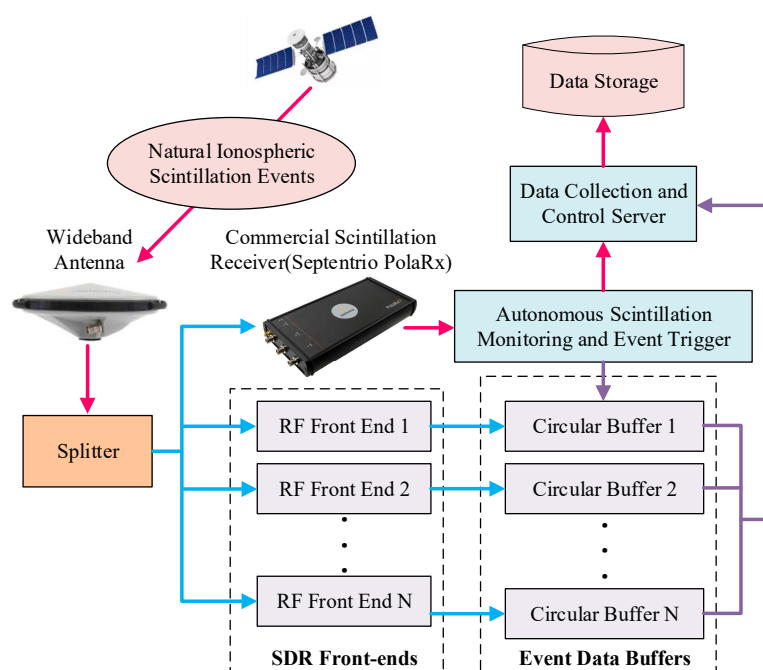 Data Storage
Natural Ionospheric
Scintillation Events
Data Collection and
Control Server
Wideband
Antenna
Commercial Scintillation
Receiver(Septentrio PolaRx)
Autonomous Scintillation
Monitoring and Event Trigger
Splitter
RF Front End 1
Circular Buffer 1
RF Front End 2
Circular Buffer 2
RF Front End N
Circular Buffer N
SDR Front-ends
Event Data Buffers